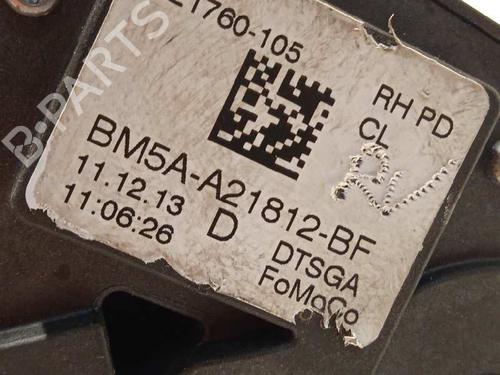 1760-105
RH PD
CL
BM5A-A21812-BF
11.12.13
D
DTSGA
11:06:26
FoMoCo
B-PARTS